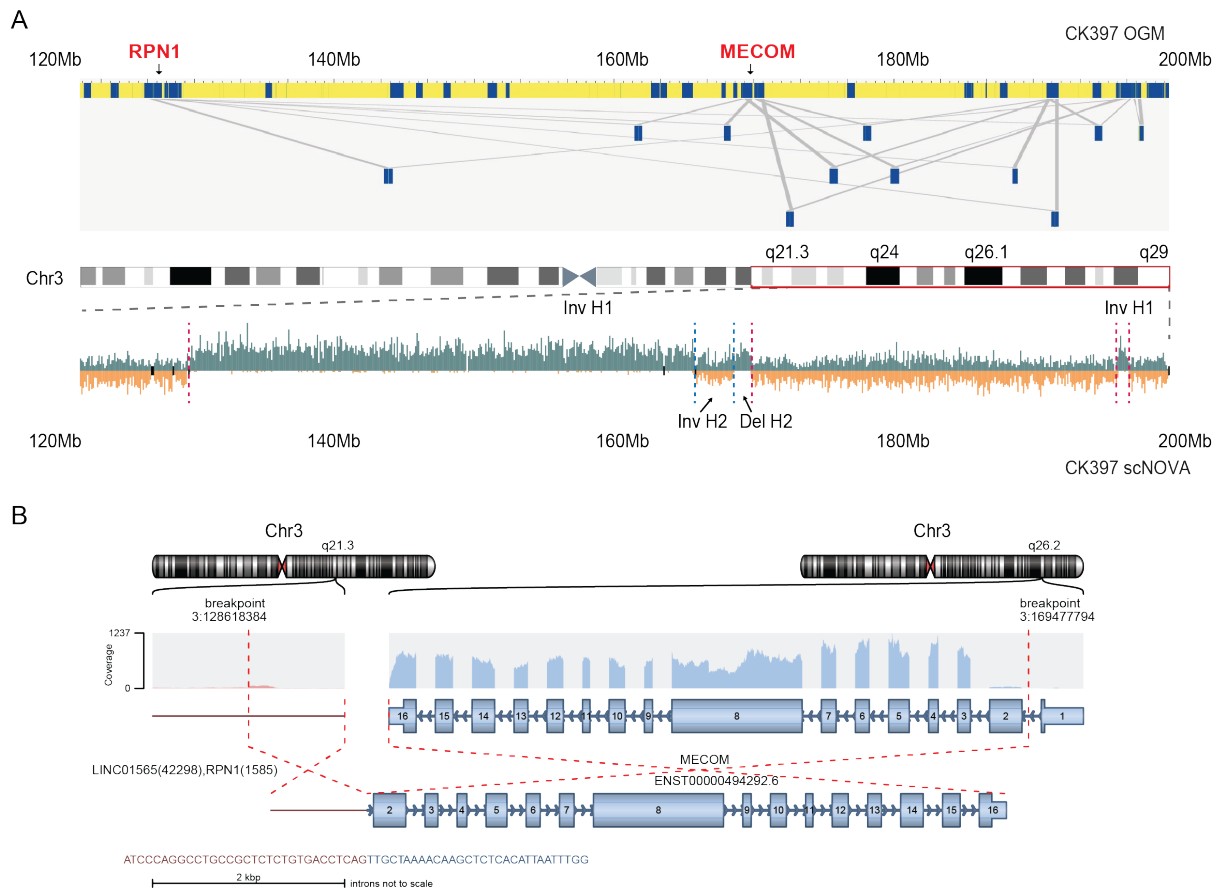 A
CK397 OGM
RPN1
MECOM
120Mb 140Mb 160Mb 180Mb 200Mb
q21.3 q24 q26.1 q29
Chr3
Inv H1 Inv H1
Inv H2 Del H2
120Mb 140Mb 160Mb 180Mb 200Mb
CK397 scNOVA
B
Chr3 Chr3
q21.3 q26.2
breakpoint
3:128618384
breakpoint
3:169477794
1237
Coverage
0
16 15 14 13 12 11 10 9 8 7 6 5 4 3 2 1
LINC01565(42298),RPN1(1585)
MECOM
ENST00000494292.6
2 3 4 5 6 7 8 9 10 11 12 13 14 15 16
ATCCCAGGCCTGCCGCTCTCTGTGACCTCAGTTGCTAAAACAAGCTCTCACATTAATTTGG
2 kbp introns not to scale